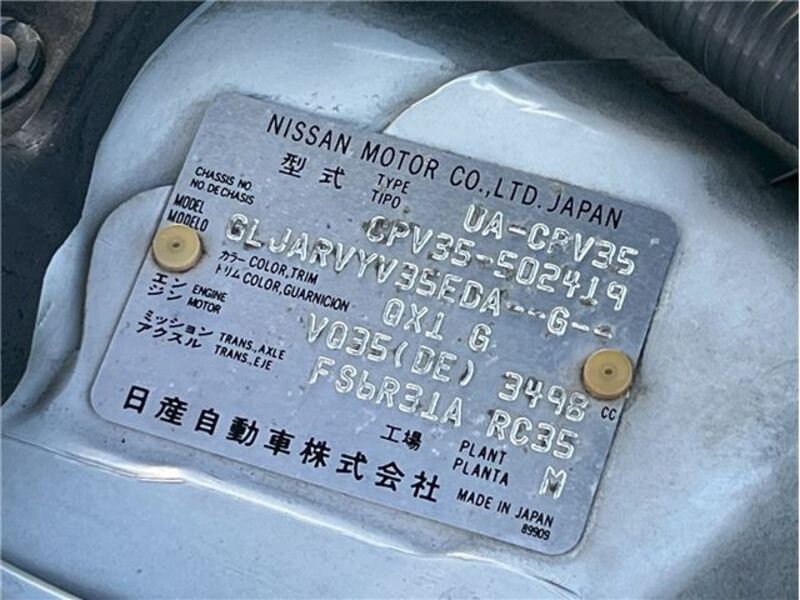 NISSAN MOTOR CO.,LTD.JAPAN
型式 TYPE TIPO UA-CPV35
CHASSIS NO NO. DE CHASIS CPV35-502419
MODEL MODELO GLJARVYV35EDA--G--
カラー COLOR,TRIM トリム COLOR,GUARNICION QX1 G
エンジン ENGINE MOTOR VQ35(DE) 3498 CC
ミッション アクスル TRANS.,AXLE TRANS.,EJE FS6R31A RC35
工場 PLANT PLANTA M
日産自動車株式会社
MADE IN JAPAN
89909